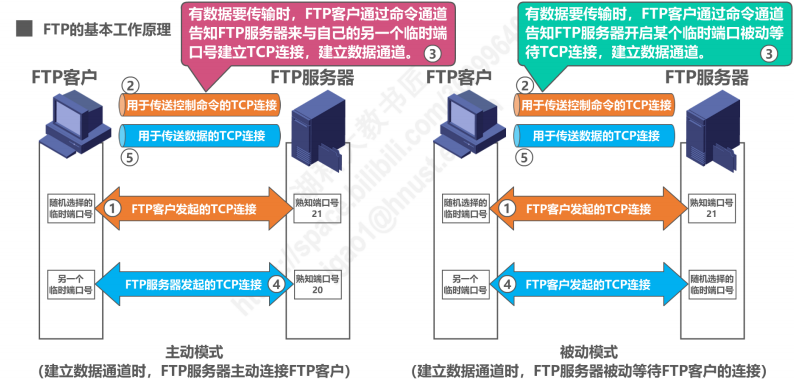 FTP的基本工作原理
有数据要传输时，FTP客户通过命令通道
告知FTP服务器来与自己的另一个临时端
口号建立TCP连接，建立数据通道。 ③
FTP客户
FTP服务器
②
用于传送控制命令的TCP连接
用于传送数据的TCP连接
⑤
随机选择的
临时端口号
① FTP客户发起的TCP连接
熟知端口号
21
另一个
临时端口号
FTP服务器发起的TCP连接 ④
熟知端口号
20
主动模式
（建立数据通道时，FTP服务器主动连接FTP客户）
有数据要传输时，FTP客户通过命令通道
告知FTP服务器开启某个临时端口被动等
待TCP连接，建立数据通道。 ③
FTP客户
FTP服务器
②
用于传送控制命令的TCP连接
用于传送数据的TCP连接
⑤
随机选择的
临时端口号
① FTP客户发起的TCP连接
熟知端口号
21
另一个
临时端口号
④ FTP客户发起的TCP连接
随机选择的
临时端口号
被动模式
（建立数据通道时，FTP服务器被动等待FTP客户的连接）